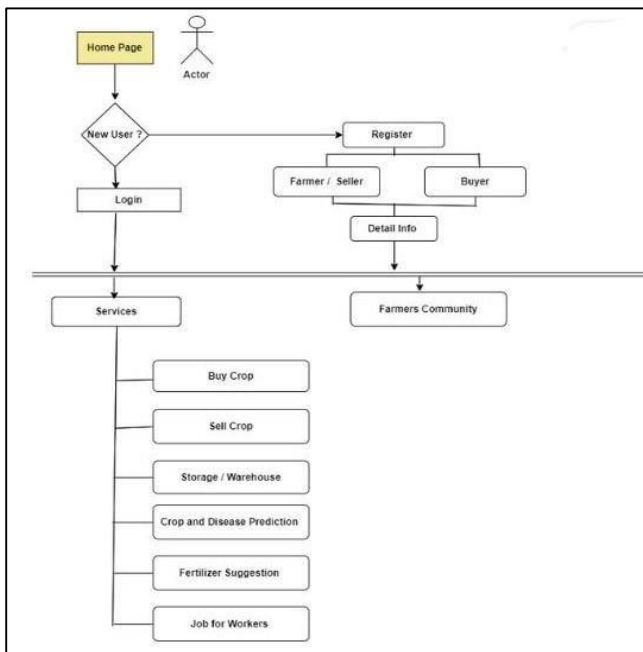 Home Page
Actor
New User ?
Register
Farmer / Seller
Buyer
Login
Detail Info
Services
Farmers Community
Buy Crop
Sell Crop
Storage / Warehouse
Crop and Disease Prediction
Fertilizer Suggestion
Job for Workers